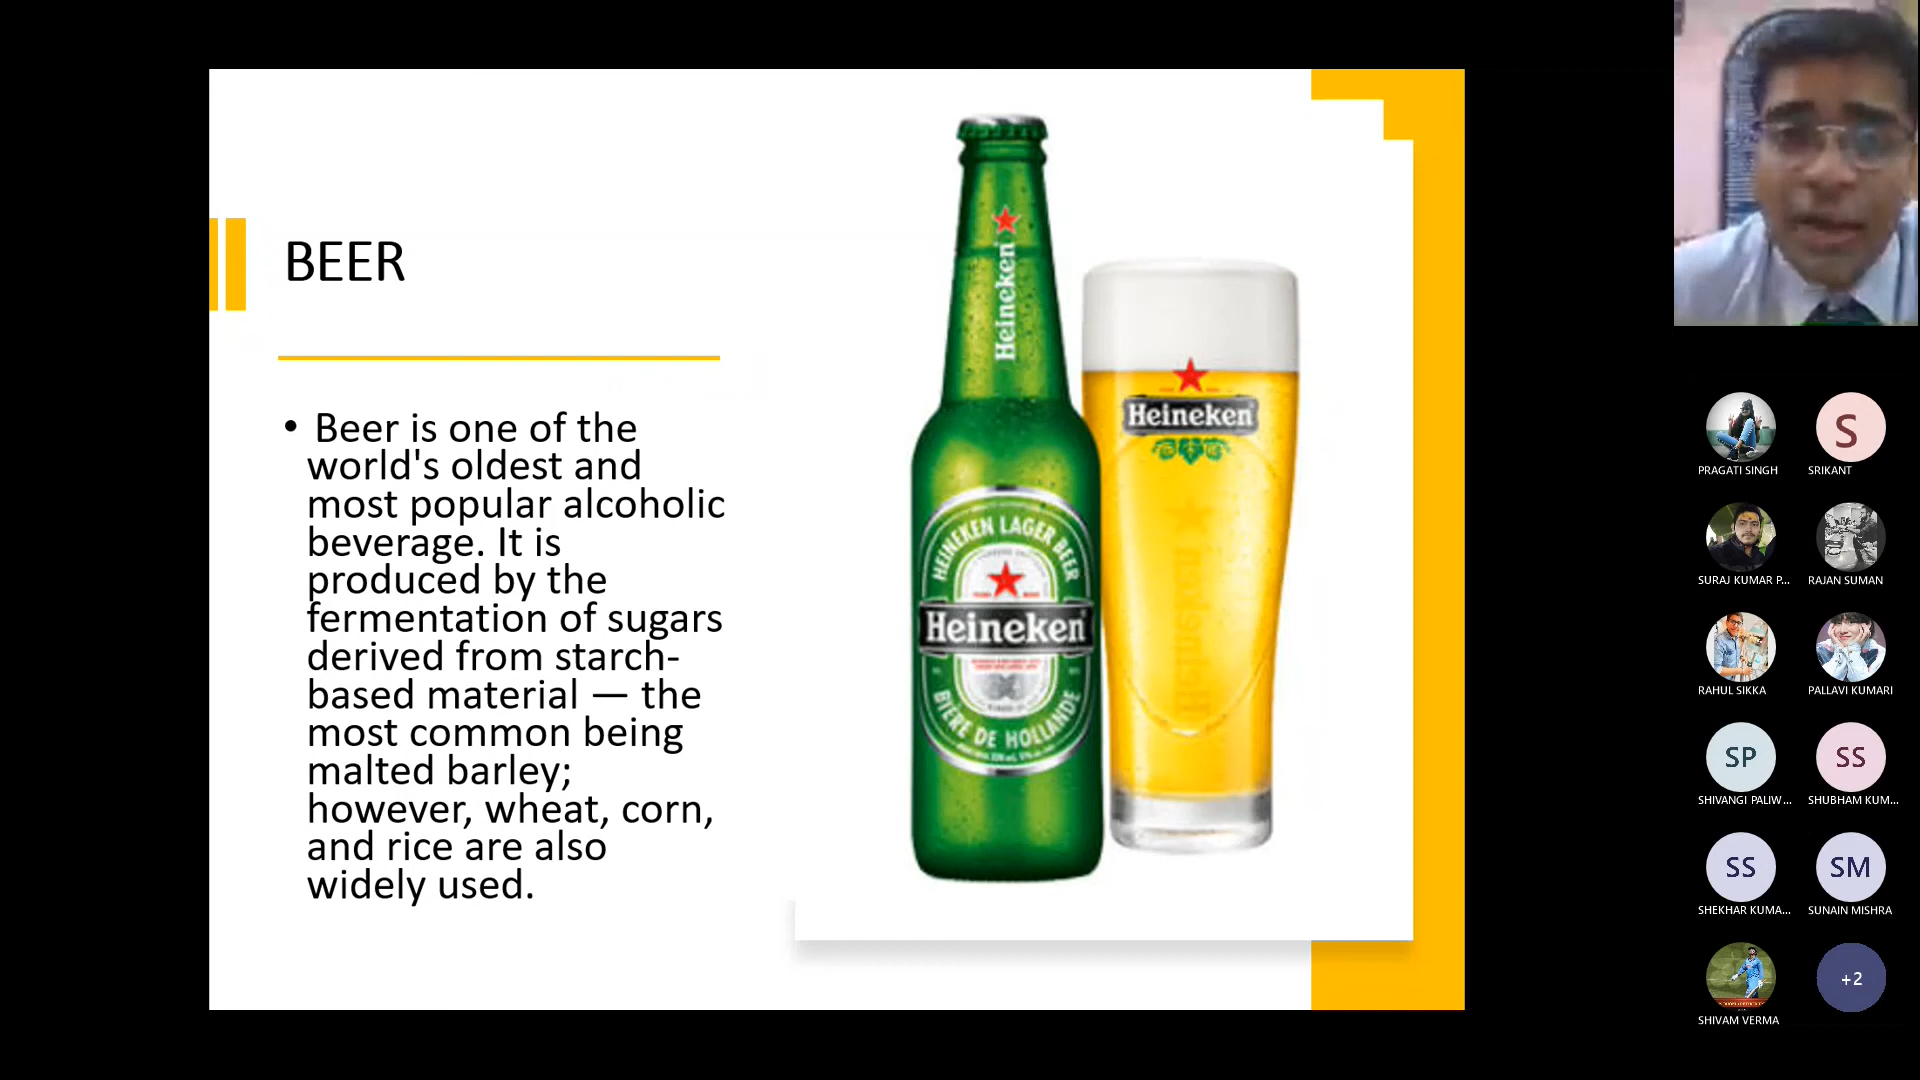 BEER
• Beer is one of the
world's oldest and
most popular alcoholic
beverage. It is
produced by the
fermentation of sugars
derived from starch-
based material — the
most common being
malted barley;
however, wheat, corn,
and rice are also
widely used.
Heineken
HEINEKEN LAGER BEER
Heineken
BIÈRE DE HOLLANDE
Heineken
PRAGATI SINGH
S
SRIKANT
SURAJ KUMAR P...
RAJAN SUMAN
RAHUL SIKKA
PALLAVI KUMARI
SP
SHIVANGI PALIW...
SS
SHUBHAM KUM...
SS
SHEKHAR KUMA...
SM
SUNAIN MISHRA
SHIVAM VERMA
+2